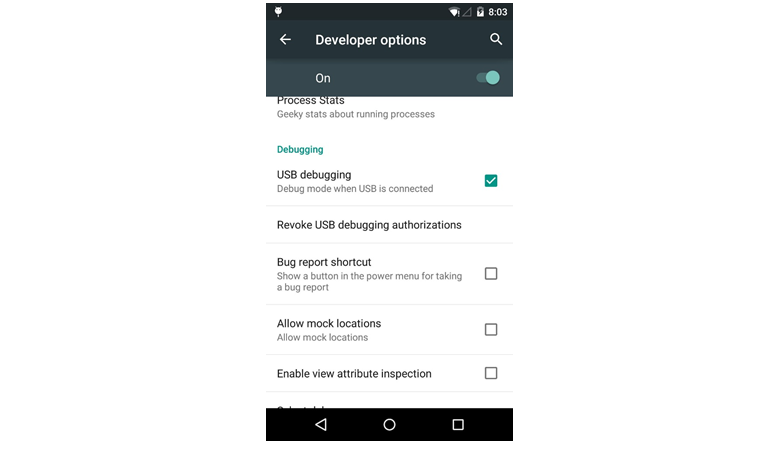 8:03
Developer options
On
Process Stats
Geeky stats about running processes
Debugging
USB debugging
Debug mode when USB is connected
Revoke USB debugging authorizations
Bug report shortcut
Show a button in the power menu for taking
a bug report
Allow mock locations
Allow mock locations
Enable view attribute inspection